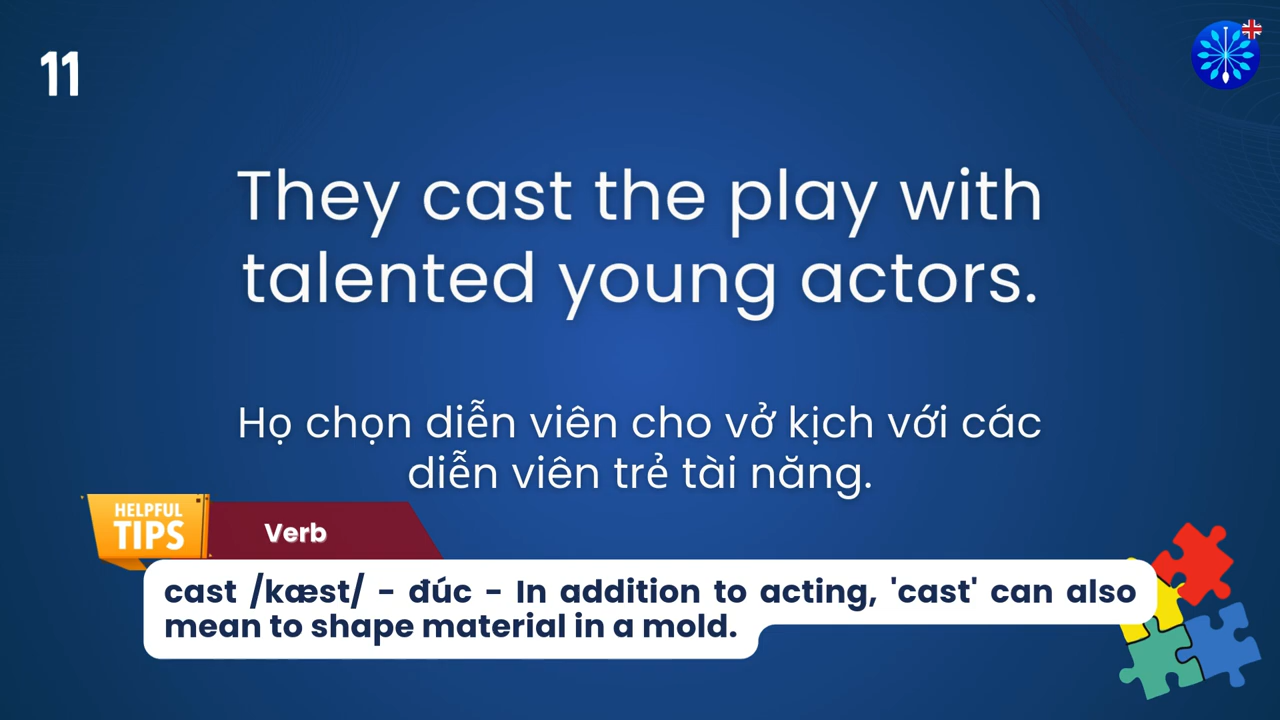 11
They cast the play with
talented young actors.
Họ chọn diễn viên cho vở kịch với các
diễn viên trẻ tài năng.
HELPFUL
TIPS
Verb
cast /kæst/ - đúc - In addition to acting, 'cast' can also
mean to shape material in a mold.